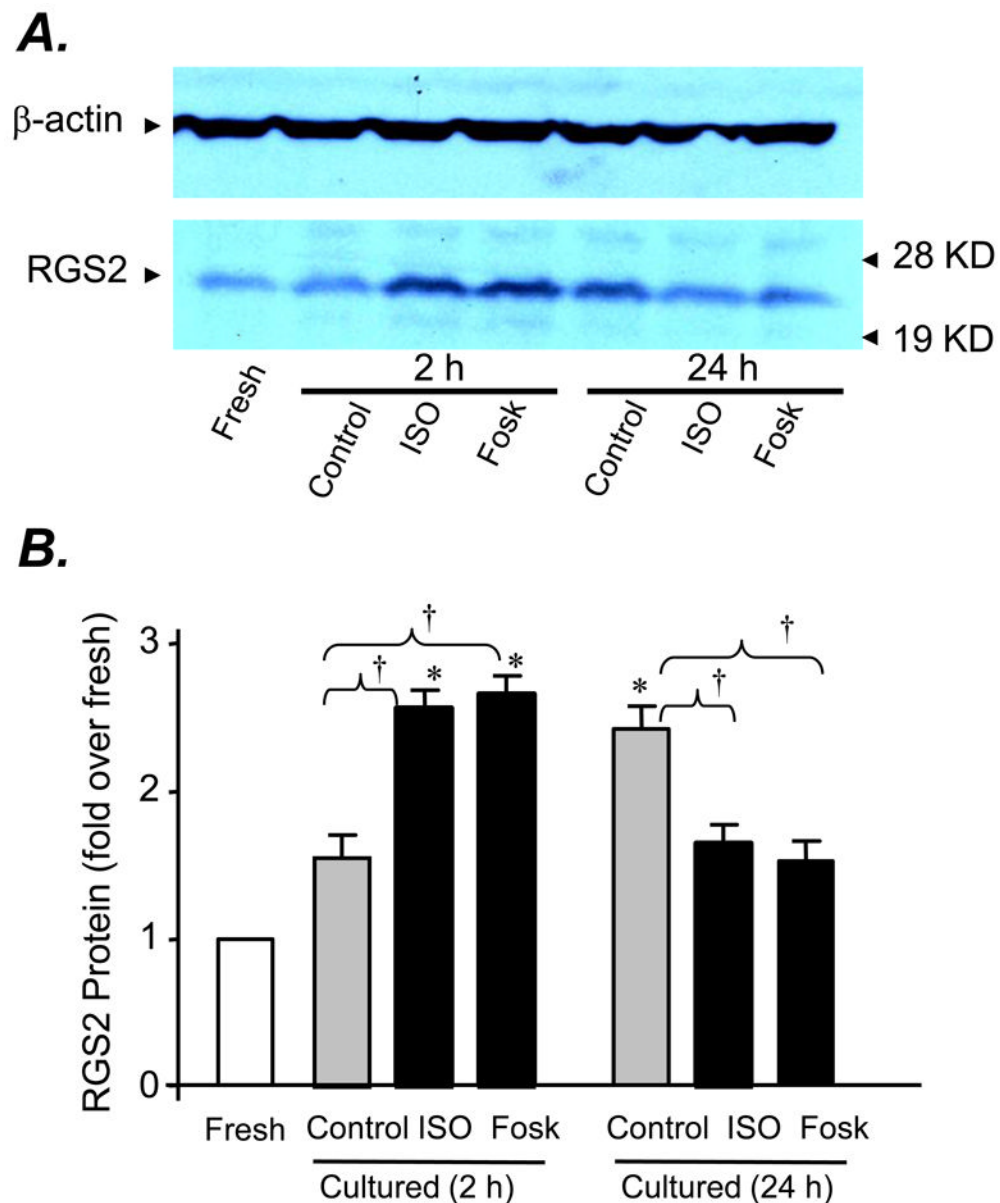 A.
β-actin
RGS2
28 KD
19 KD
2 h 24 h
Fresh Control ISO Fosk Control ISO Fosk
B.
RGS2 Protein (fold over fresh)
3
2
1
0
† † * * * † †
Fresh Control ISO Fosk Control ISO Fosk
Cultured (2 h) Cultured (24 h)